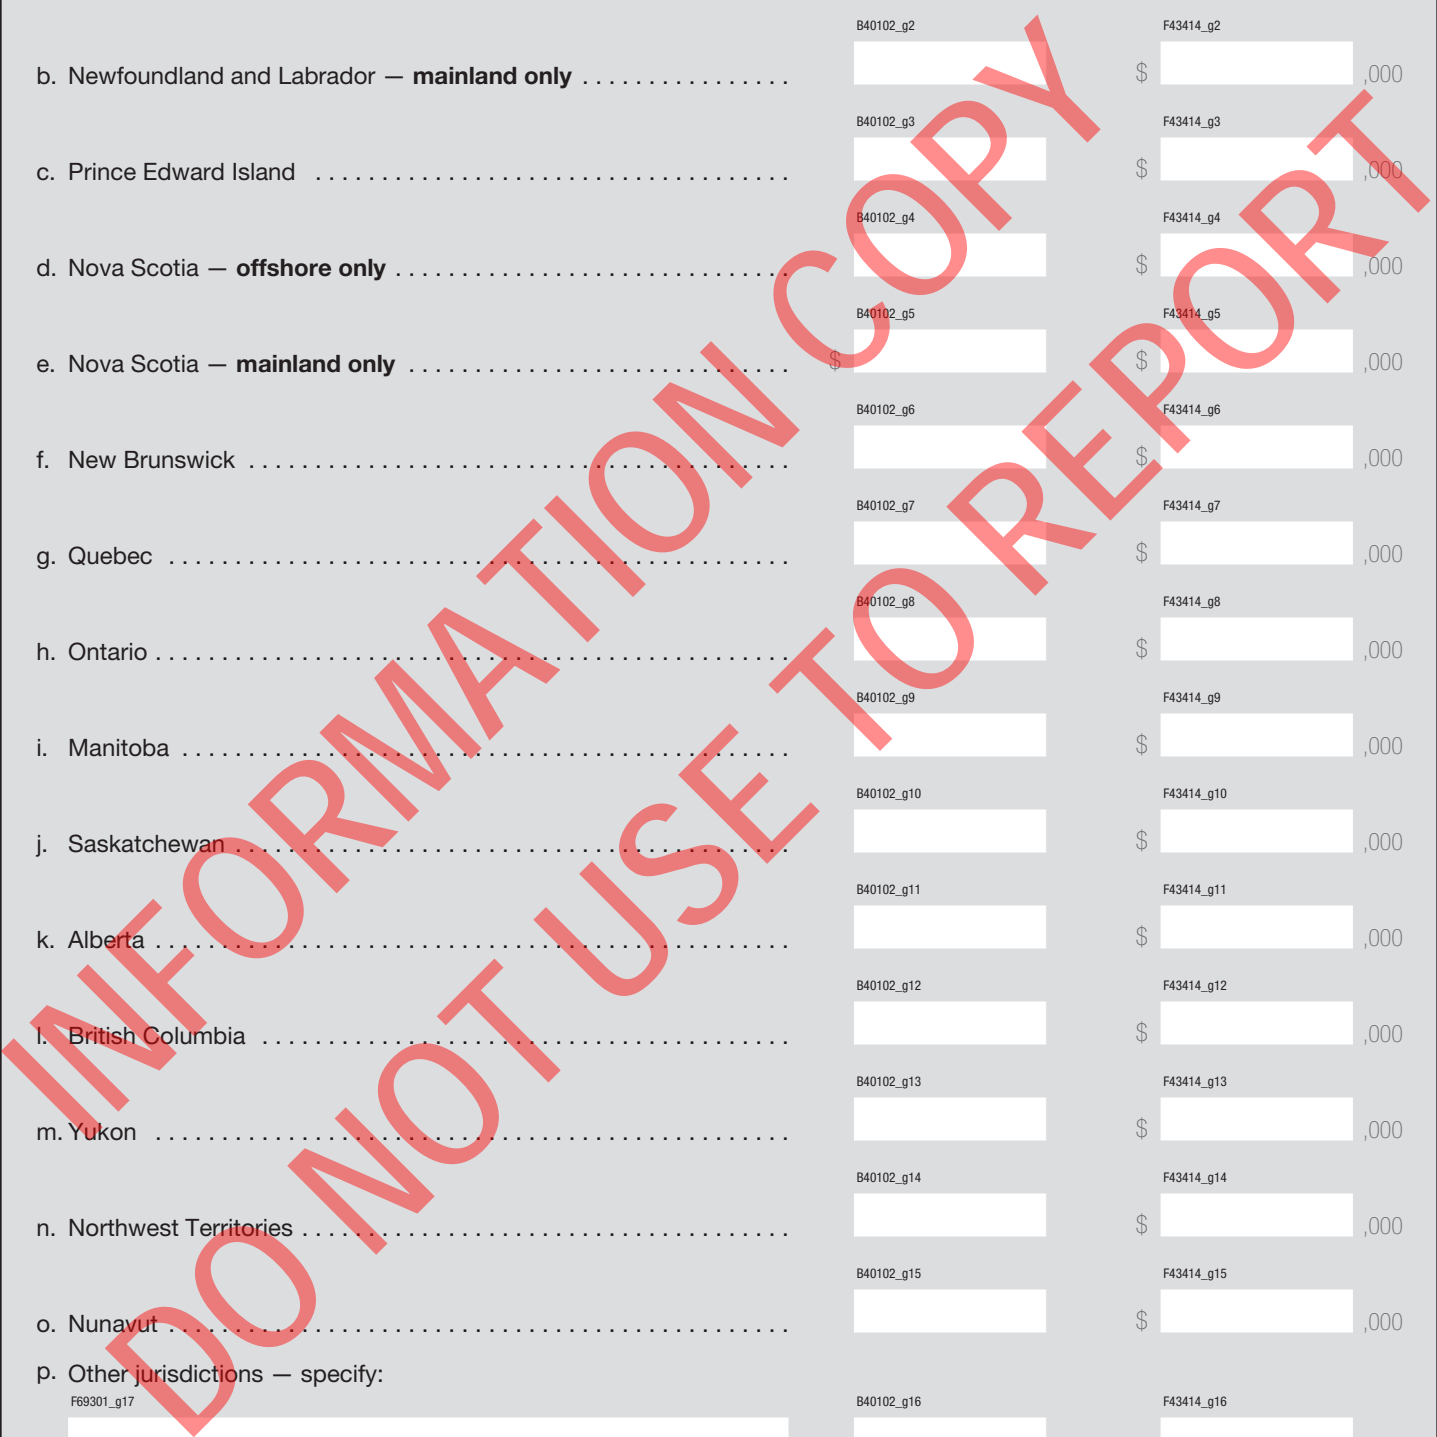 B40102_g2 F43414_g2
b. Newfoundland and Labrador — mainland only . . . . . . . . . . . . . . . . $ ,000
B40102_g3 F43414_g3
c. Prince Edward Island . . . . . . . . . . . . . . . . . . . . . . . . . . . . . . . . . . . . $ ,000
B40102_g4 F43414_g4
d. Nova Scotia — offshore only . . . . . . . . . . . . . . . . . . . . . . . . . . . . . . $ ,000
B40102_g5 F43414_g5
e. Nova Scotia — mainland only . . . . . . . . . . . . . . . . . . . . . . . . . . . . . $ $ ,000
B40102_g6 F43414_g6
f. New Brunswick . . . . . . . . . . . . . . . . . . . . . . . . . . . . . . . . . . . . . . . . . $ ,000
B40102_g7 F43414_g7
g. Quebec . . . . . . . . . . . . . . . . . . . . . . . . . . . . . . . . . . . . . . . . . . . . . . . $ ,000
B40102_g8 F43414_g8
h. Ontario . . . . . . . . . . . . . . . . . . . . . . . . . . . . . . . . . . . . . . . . . . . . . . . . $ ,000
B40102_g9 F43414_g9
i. Manitoba . . . . . . . . . . . . . . . . . . . . . . . . . . . . . . . . . . . . . . . . . . . . . . $ ,000
B40102_g10 F43414_g10
j. Saskatchewan . . . . . . . . . . . . . . . . . . . . . . . . . . . . . . . . . . . . . . . . . . $ ,000
B40102_g11 F43414_g11
k. Alberta . . . . . . . . . . . . . . . . . . . . . . . . . . . . . . . . . . . . . . . . . . . . . . . . $ ,000
B40102_g12 F43414_g12
l. British Columbia . . . . . . . . . . . . . . . . . . . . . . . . . . . . . . . . . . . . . . . . $ ,000
B40102_g13 F43414_g13
m. Yukon . . . . . . . . . . . . . . . . . . . . . . . . . . . . . . . . . . . . . . . . . . . . . . . . $ ,000
B40102_g14 F43414_g14
n. Northwest Territories . . . . . . . . . . . . . . . . . . . . . . . . . . . . . . . . . . . . . $ ,000
B40102_g15 F43414_g15
o. Nunavut . . . . . . . . . . . . . . . . . . . . . . . . . . . . . . . . . . . . . . . . . . . . . . . $ ,000
p. Other jurisdictions — specify:
F69301_g17 B40102_g16 F43414_g16
INFORMATION COPY
DO NOT USE TO REPORT